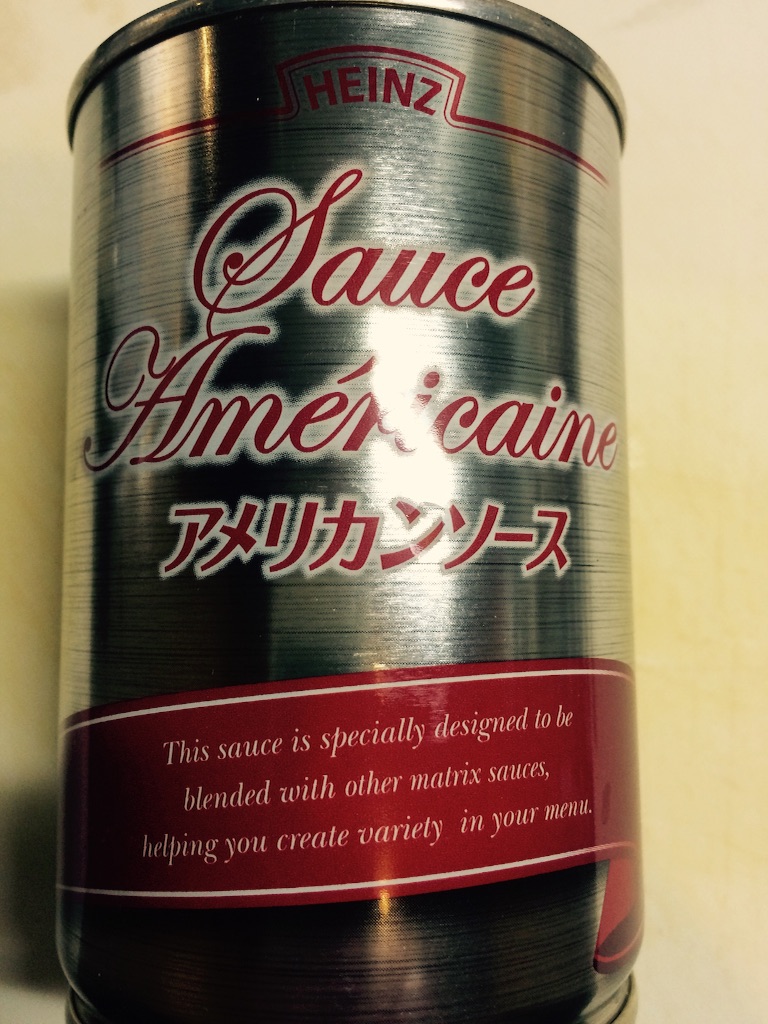 HEINZ
Sauce
Américaine
アメリカンソース
This sauce is specially designed to be
blended with other matrix sauces,
helping you create variety in your menu.